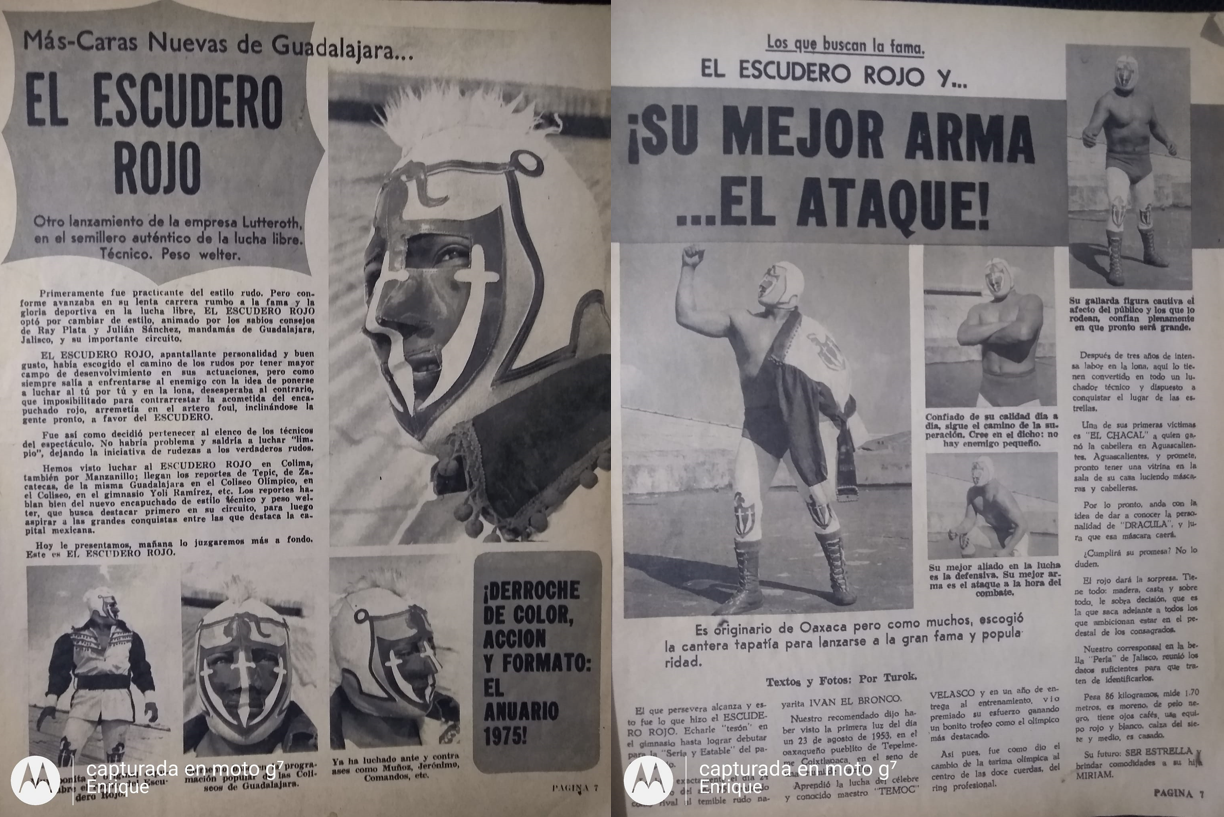 Más-Caras Nuevas de Guadalajara...
EL ESCUDERO
ROJO
Otro lanzamiento de la empresa Lutteroth,
en el semillero auténtico de la lucha libre.
Técnico. Peso welter.
Primeramente fue practicante del estilo rudo. Pero con-
forme avanzaba en su lenta carrera rumbo a la fama y la
gloria deportiva en la lucha libre, EL ESCUDERO ROJO
optó por cambiar de estilo, animado por los sabios consejos
de Ray Plata y Julián Sánchez, mandamás de Guadalajara,
Jalisco, y su importante circuito.
EL ESCUDERO ROJO, apantallante personalidad y buen
gusto, había escogido el camino de los rudos por tener mayor
campo de desenvolvimiento en sus actuaciones, pero como
siempre salía a enfrentarse al enemigo con la idea de ponerse
a luchar al tú por tú y en la lona, desesperaba al contrario,
que imposibilitado para contrarrestar la acometida del enca-
puchado rojo, arremetía en el artero foul, inclinándose la
gente pronto, a favor del ESCUDERO.
Fue así como decidió pertenecer al elenco de los técnicos
del espectáculo. No habría problema y saldría a luchar "lim-
pio", dejando la iniciativa de rudezas a los verdaderos rudos.
Hemos visto luchar al ESCUDERO ROJO en Colima,
también por Manzanillo; llegan los reportes de Tepic, de Za-
catecas, de la misma Guadalajara en el Coliseo Olímpico, en
el Coliseo, en el gimnasio Yoli Ramírez, etc. Los reportes ha-
blan bien del nuevo encapuchado de estilo técnico y peso wel-
ter, que busca destacar primero en su circuito, para luego
aspirar a las grandes conquistas entre las que destaca la ca-
pital mexicana.
Hoy le presentamos, mañana lo juzgaremos más a fondo.
Este es EL ESCUDERO ROJO.
dero Rojo.
mación popular de las Coli-
seos de Guadalajara.
Ya ha luchado ante y contra
ases como Muñoz, Jerónimo,
Comandos, etc.
¡DERROCHE
DE COLOR,
ACCION
Y FORMATO:
EL
ANUARIO
1975!
PAGINA 7
capturada en moto g⁷
Enrique
Los que buscan la fama.
EL ESCUDERO ROJO Y...
¡SU MEJOR ARMA
...EL ATAQUE!
Su gallarda figura cautiva el
afecto del público y los que lo
rodean, confían plenamente
en que pronto será grande.
Confiado de su calidad día a
día, sigue el camino de la su-
peración. Cree en el dicho: no
hay enemigo pequeño.
Su mejor aliado en la lucha
es la defensiva. Su mejor ar-
ma es el ataque a la hora del
combate.
Es originario de Oaxaca pero como muchos, escogió
la cantera tapatía para lanzarse a la gran fama y popula-
ridad.
Textos y Fotos: Por Turok.
El que persevera alcanza y es-
to fue lo que hizo el ESCUDE-
RO ROJO. Echarle "tesón" en
el gimnasio hasta lograr debutar
para la "Seria y Estable" del pa-
rival al temible rudo na-
yarita IVAN EL BRONCO.
Nuestro recomendado dijo ha-
ber visto la primera luz del día
un 23 de agosto de 1953, en el
oaxaqueño pueblito de Tepelme-
me Coixtlahuaca, en el seno de
Aprendió la lucha del célebre
y conocido maestro "TEMOC"
VELASCO y en un año de en-
trega al entrenamiento, vio
premiado su esfuerzo ganando
un bonito trofeo como el olímpico
más destacado.
Así pues, fue como dio el
cambio de la tarima olímpica al
centro de las doce cuerdas, del
ring profesional.
Después de tres años de inten-
sa labor en la lona, aquí lo tie-
nen convertido en todo un lu-
chador técnico y dispuesto a
conquistar el lugar de las es-
trellas.
Una de sus primeras víctimas
es "EL CHACAL" a quien ga-
nó la cabellera en Aguascalien-
tes, Aguascalientes, y promete,
pronto tener una vitrina en la
sala de su casa luciendo másca-
ras y cabelleras.
Por lo pronto, anda con la
idea de dar a conocer la perso-
nalidad de "DRACULA", y ju-
ra que esa máscara caerá.
¿Cumplirá su promesa? No lo
duden.
El rojo dará la sorpresa. Tie-
ne todo: madera, casta y sobre
todo, le sobra decisión, que es
la que saca adelante a todos los
que ambicionan estar en el pe-
destal de los consagrados.
Nuestro corresponsal en la be-
lla "Perla" de Jalisco, reunió los
datos suficientes para que tra-
ten de identificarlos.
Pesa 86 kilogramos, mide 1.70
metros, es moreno, de pelo ne-
gro, tiene ojos cafés, usa equi-
po rojo y blanco, calza del sie-
te y medio, es casado.
Su futuro: SER ESTRELLA y
brindar comodidades a su hija
MIRIAM.
PAGINA 7
capturada en moto g⁷
Enrique